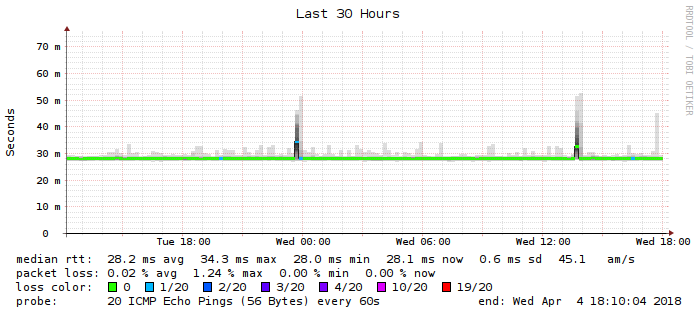 Last 30 Hours
RRDTOOL / TOBI OETIKER
Seconds
70 m
60 m
50 m
40 m
30 m
20 m
10 m
0
Tue 18:00 Wed 00:00 Wed 06:00 Wed 12:00 Wed 18:00
median rtt: 28.2 ms avg 34.3 ms max 28.0 ms min 28.1 ms now 0.6 ms sd 45.1 am/s
packet loss: 0.02 % avg 1.24 % max 0.00 % min 0.00 % now
loss color: 0 1/20 2/20 3/20 4/20 10/20 19/20
probe: 20 ICMP Echo Pings (56 Bytes) every 60s end: Wed Apr 4 18:10:04 2018